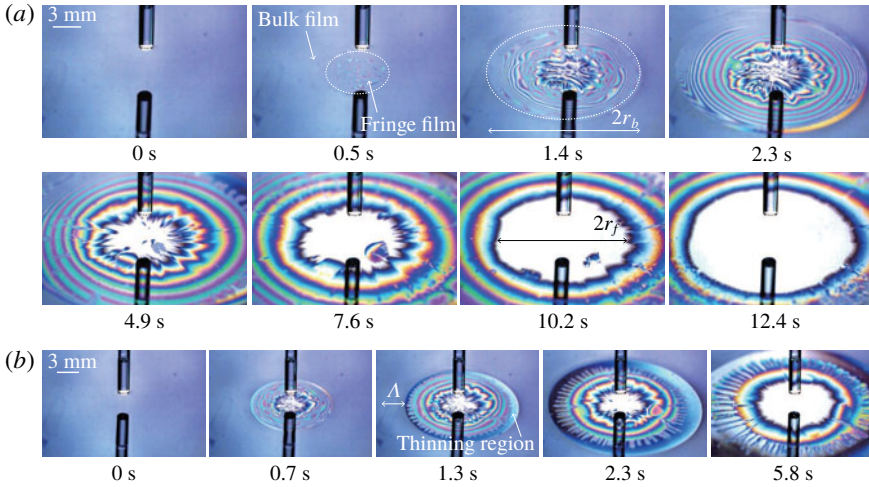 (a)
3 mm
Bulk film
Fringe film
2r_b
0 s
0.5 s
1.4 s
2.3 s
2r_f
4.9 s
7.6 s
10.2 s
12.4 s
(b)
3 mm
Λ
Thinning region
0 s
0.7 s
1.3 s
2.3 s
5.8 s